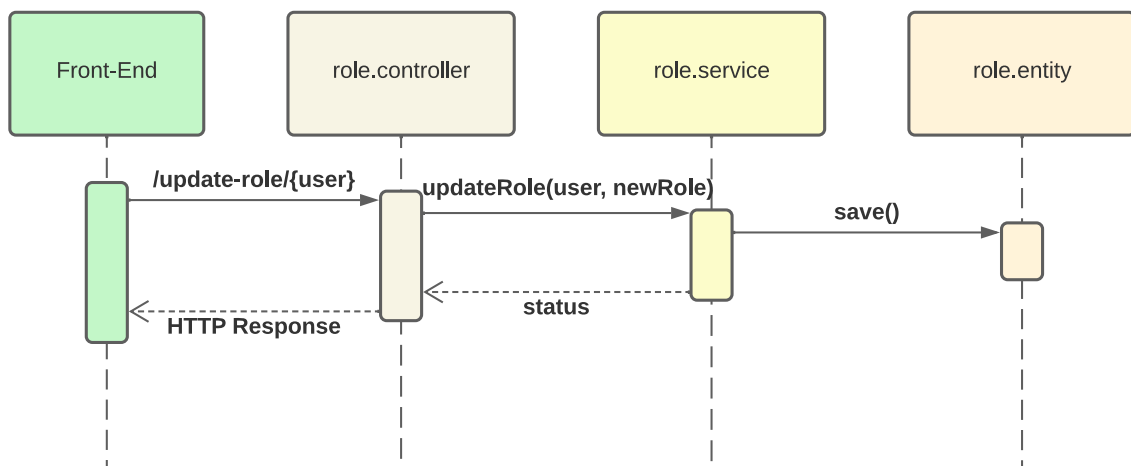 Front-End
role.controller
role.service
role.entity
/update-role/{user}
updateRole(user, newRole)
save()
status
HTTP Response